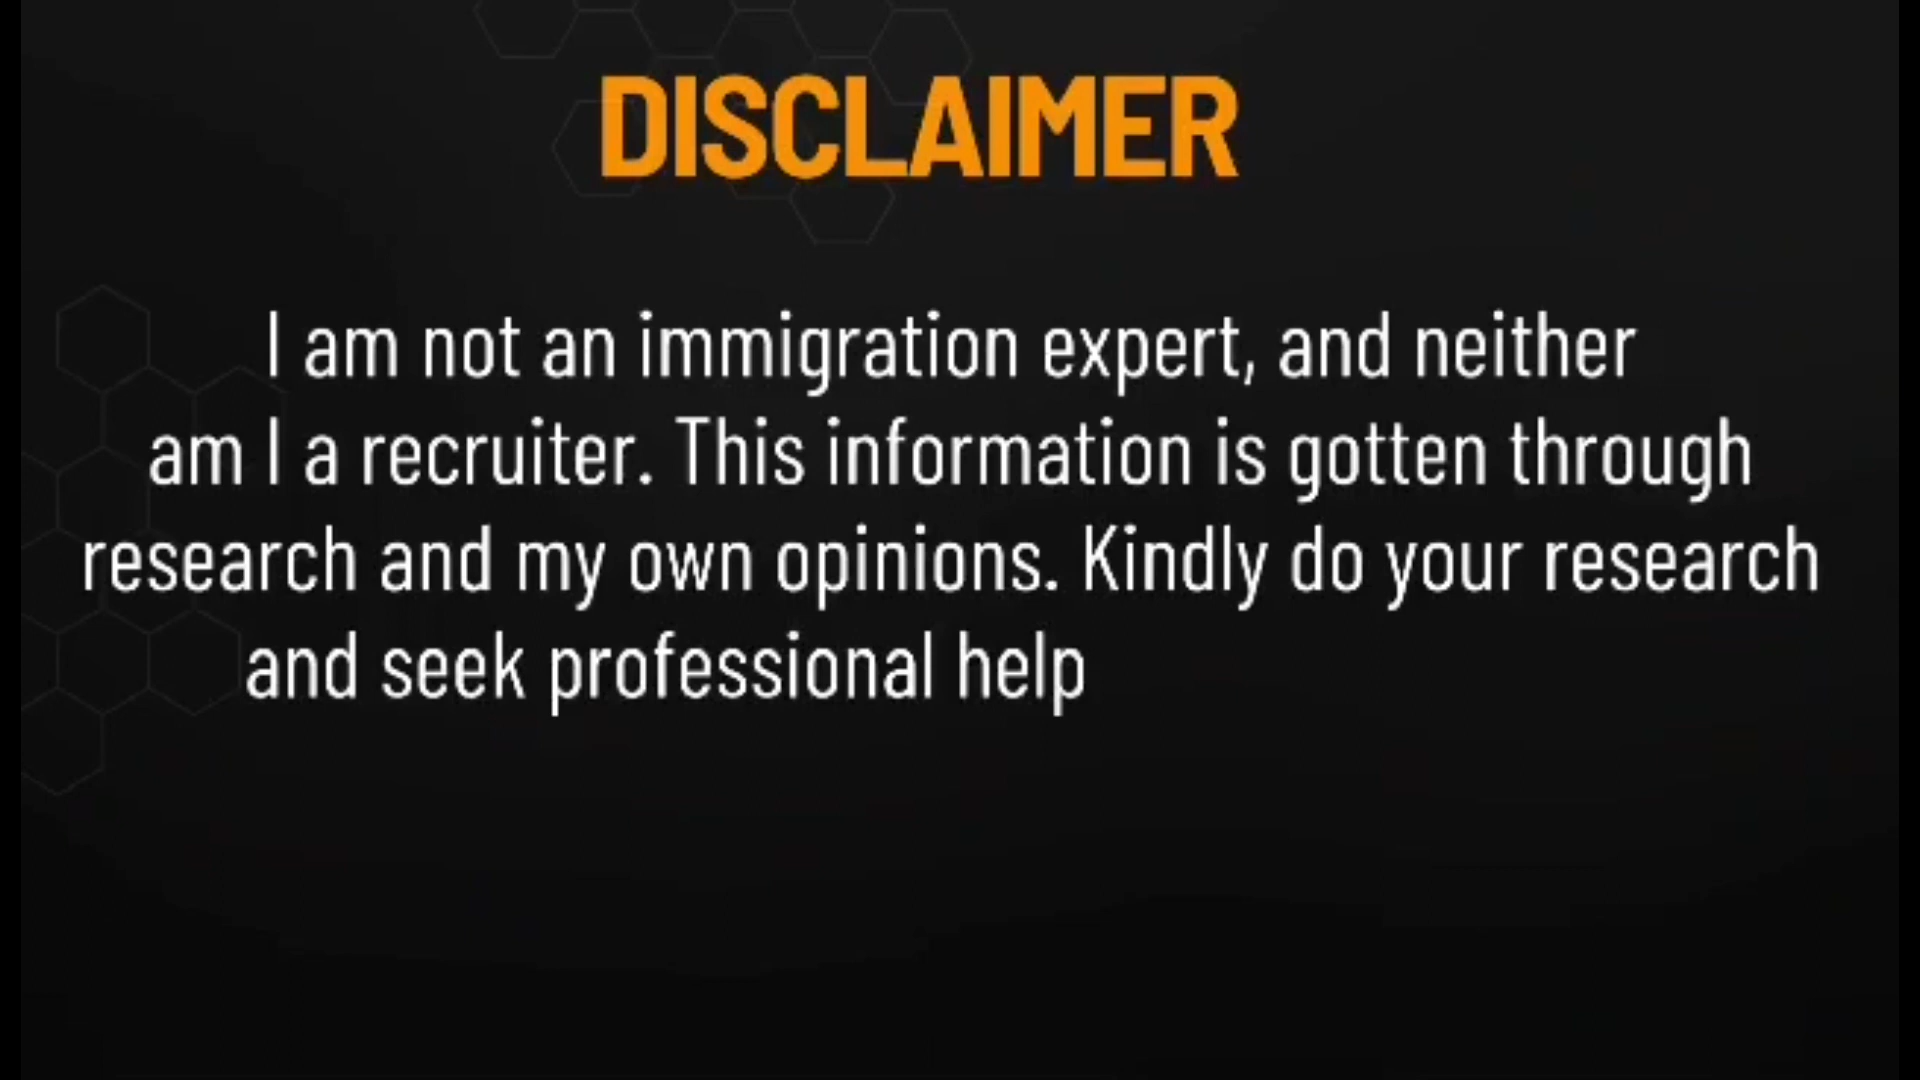 DISCLAIMER
I am not an immigration expert, and neither
am I a recruiter. This information is gotten through
research and my own opinions. Kindly do your research
and seek professional help